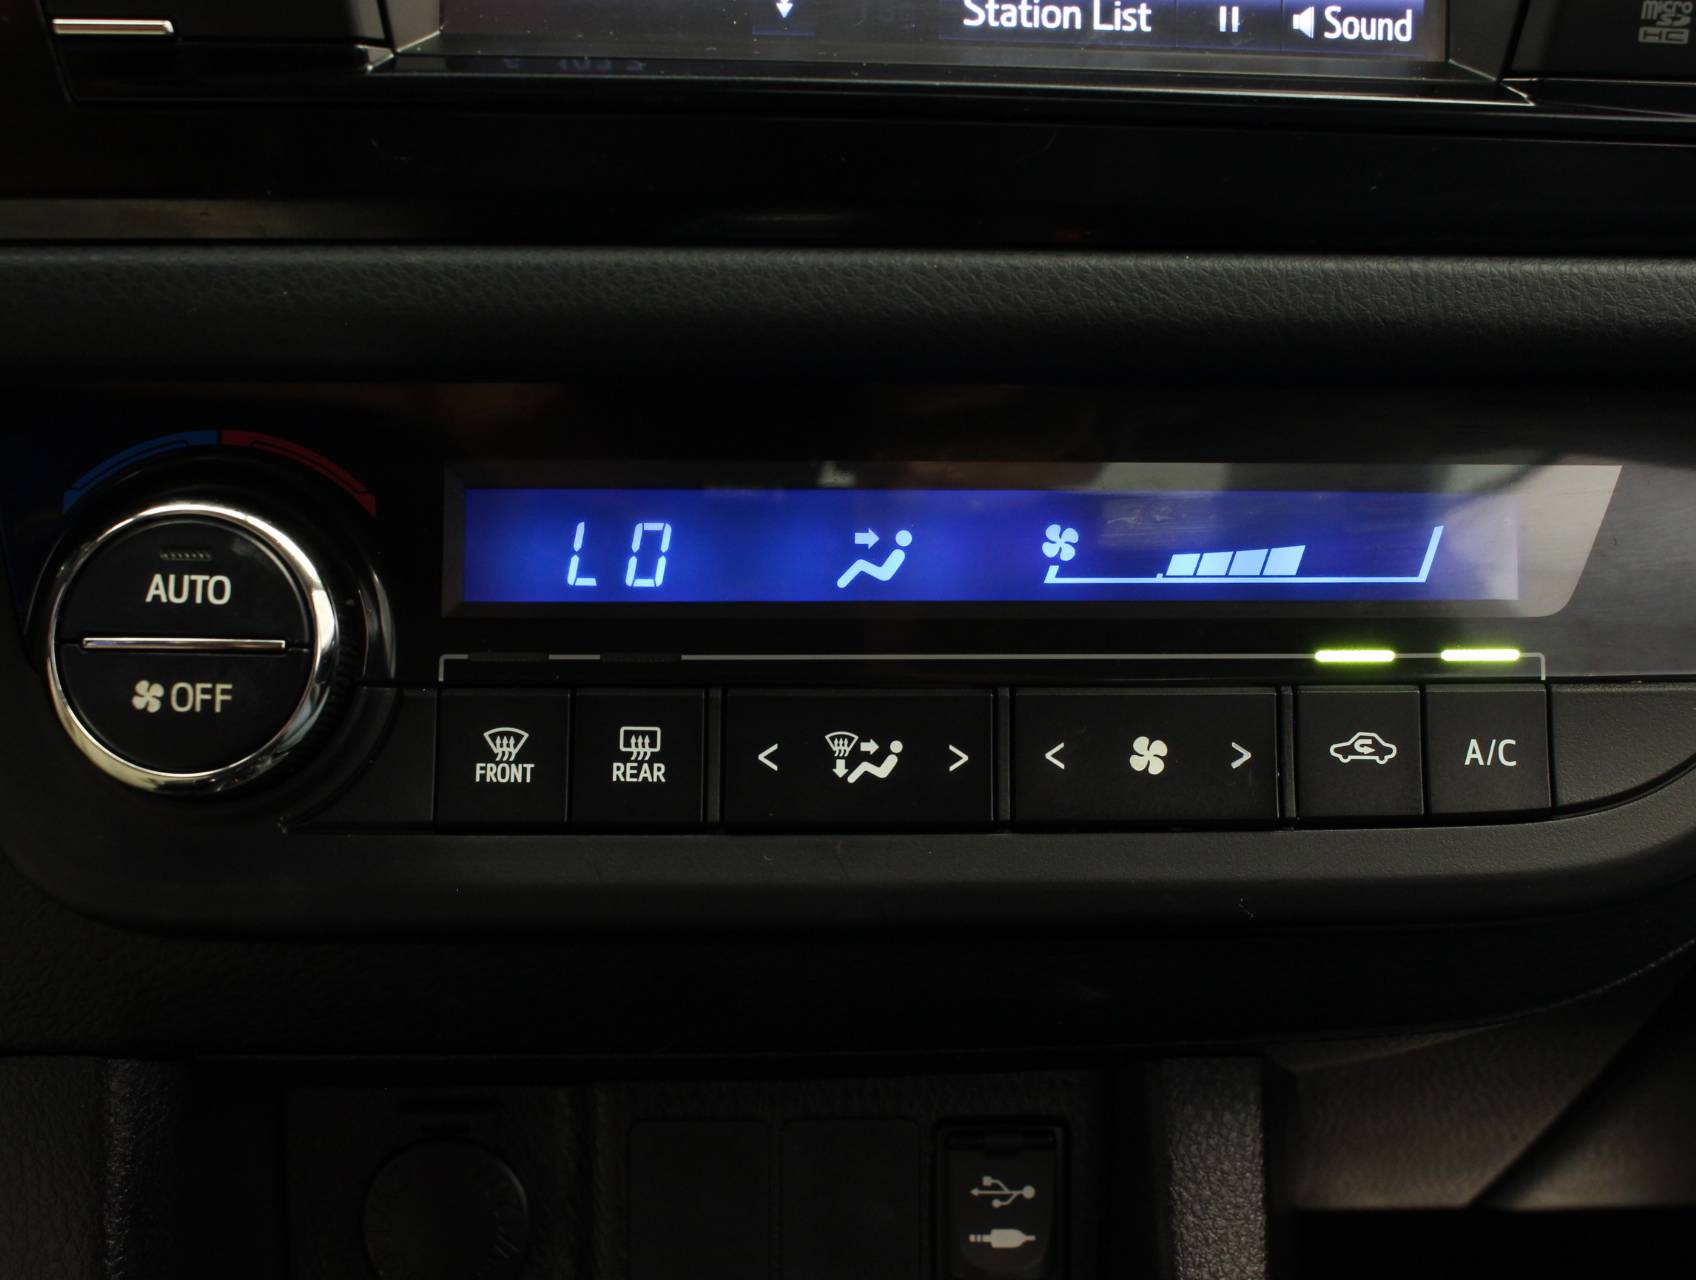 Station List
Sound
micro
SD
HC
LO
AUTO
OFF
FRONT
REAR
< >
< >
A/C